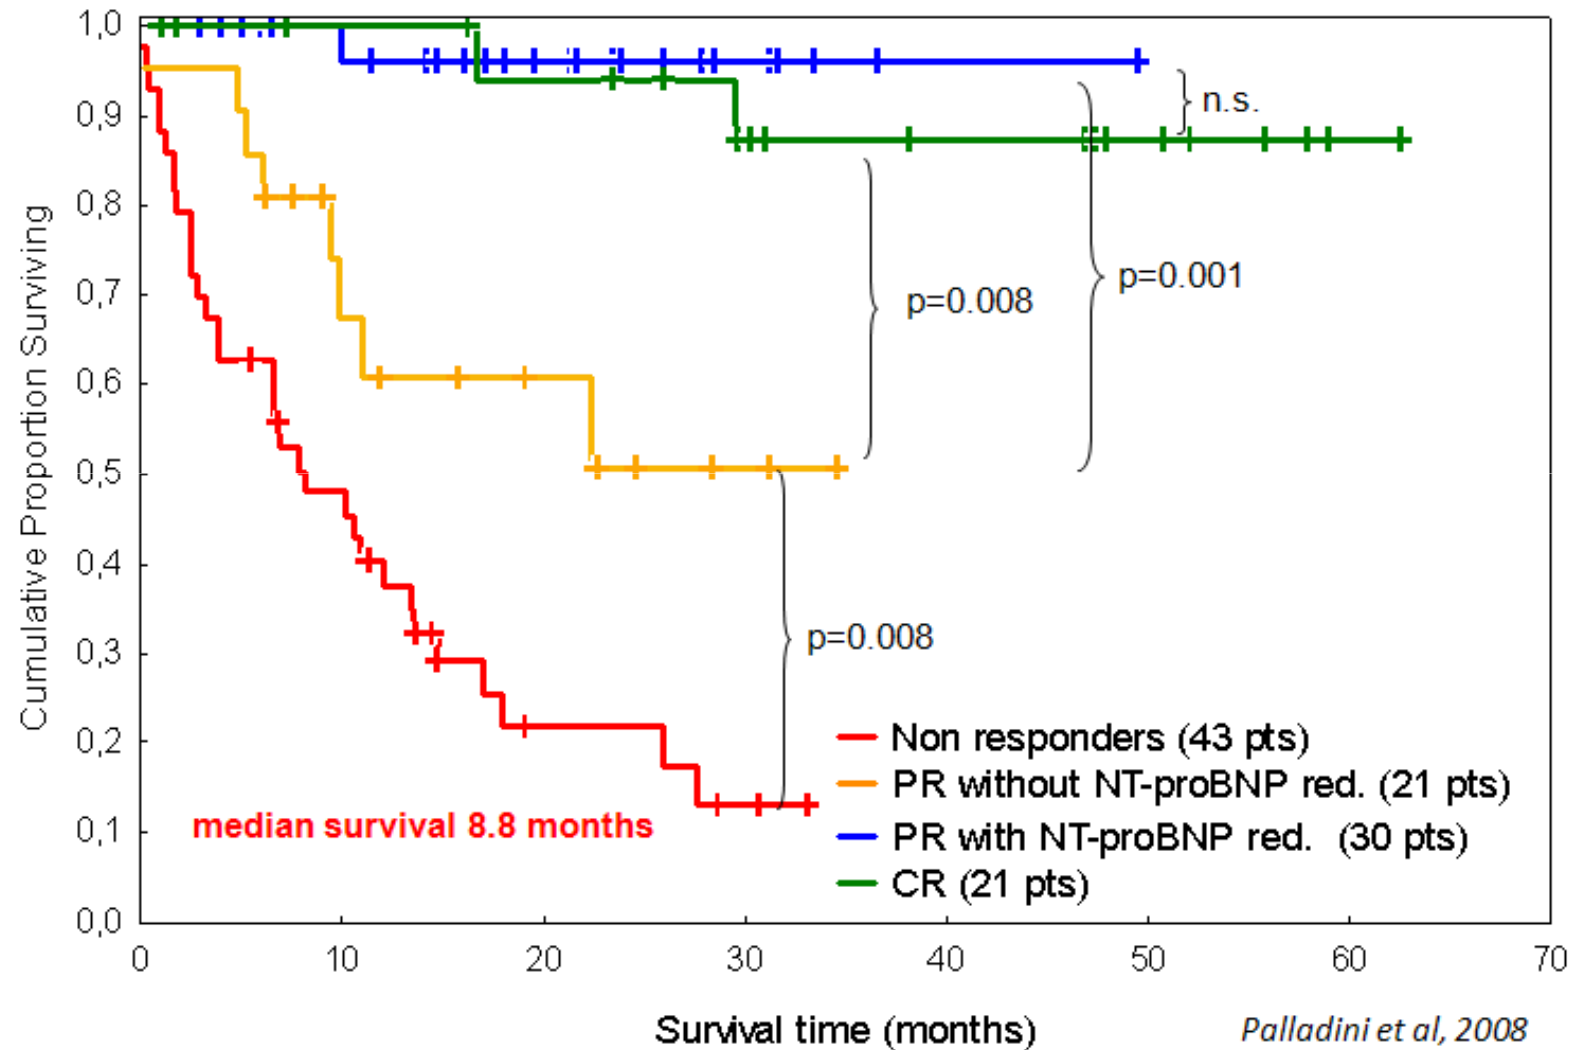 1,0
0,9
0,8
0,7
0,6
0,5
0,4
0,3
0,2
0,1
0,0
Cumulative Proportion Surviving
n.s.
p=0.001
p=0.008
p=0.008
Non responders (43 pts)
PR without NT-proBNP red. (21 pts)
PR with NT-proBNP red. (30 pts)
CR (21 pts)
median survival 8.8 months
0 10 20 30 40 50 60 70
Survival time (months)
Palladini et al, 2008